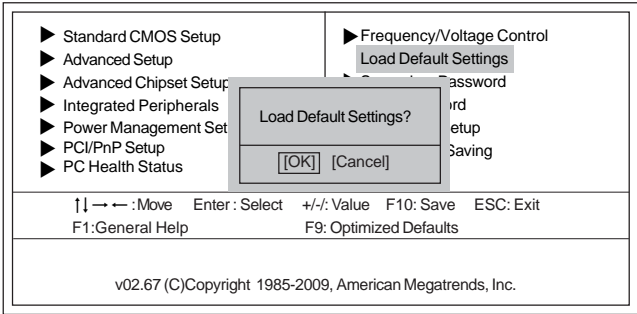 Standard CMOS Setup
Advanced Setup
Advanced Chipset Setup
Integrated Peripherals
Power Management Set
PCI/PnP Setup
PC Health Status
Frequency/Voltage Control
Load Default Settings
Password
rd
etup
Saving
Load Default Settings?
[OK] [Cancel]
↑↓→← : Move Enter : Select +/-/: Value F10: Save ESC: Exit
F1:General Help F9: Optimized Defaults
v02.67 (C)Copyright 1985-2009, American Megatrends, Inc.